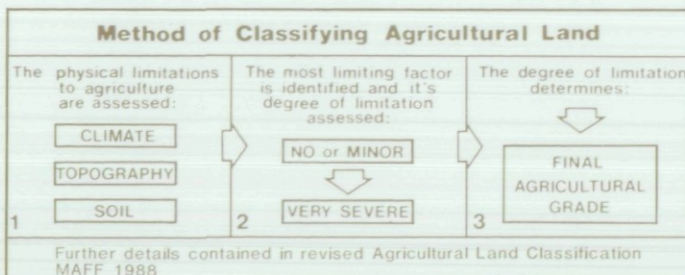 Method of Classifying Agricultural Land
The physical limitations
to agriculture
are assessed:
CLIMATE
TOPOGRAPHY
SOIL
1
The most limiting factor
is identified and it's
degree of limitation
assessed:
NO or MINOR
VERY SEVERE
2
The degree of limitation
determines:
FINAL
AGRICULTURAL
GRADE
3
Further details contained in revised Agricultural Land Classification
MAFF 1988